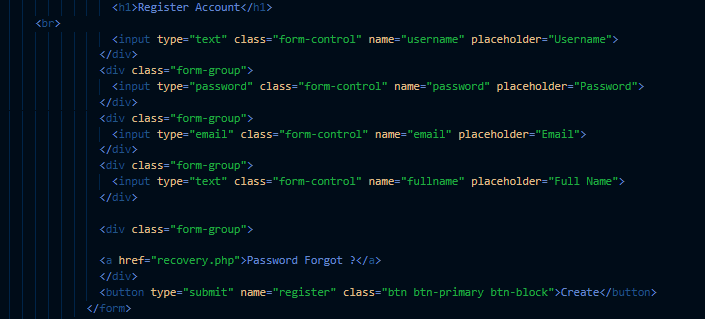 <h1>Register Account</h1>
<br>
<input type="text" class="form-control" name="username" placeholder="Username">
</div>
<div class="form-group">
<input type="password" class="form-control" name="password" placeholder="Password">
</div>
<div class="form-group">
<input type="email" class="form-control" name="email" placeholder="Email">
</div>
<div class="form-group">
<input type="text" class="form-control" name="fullname" placeholder="Full Name">
</div>
<div class="form-group">
<a href="recovery.php">Password Forgot ?</a>
</div>
<button type="submit" name="register" class="btn btn-primary btn-block">Create</button>
</form>